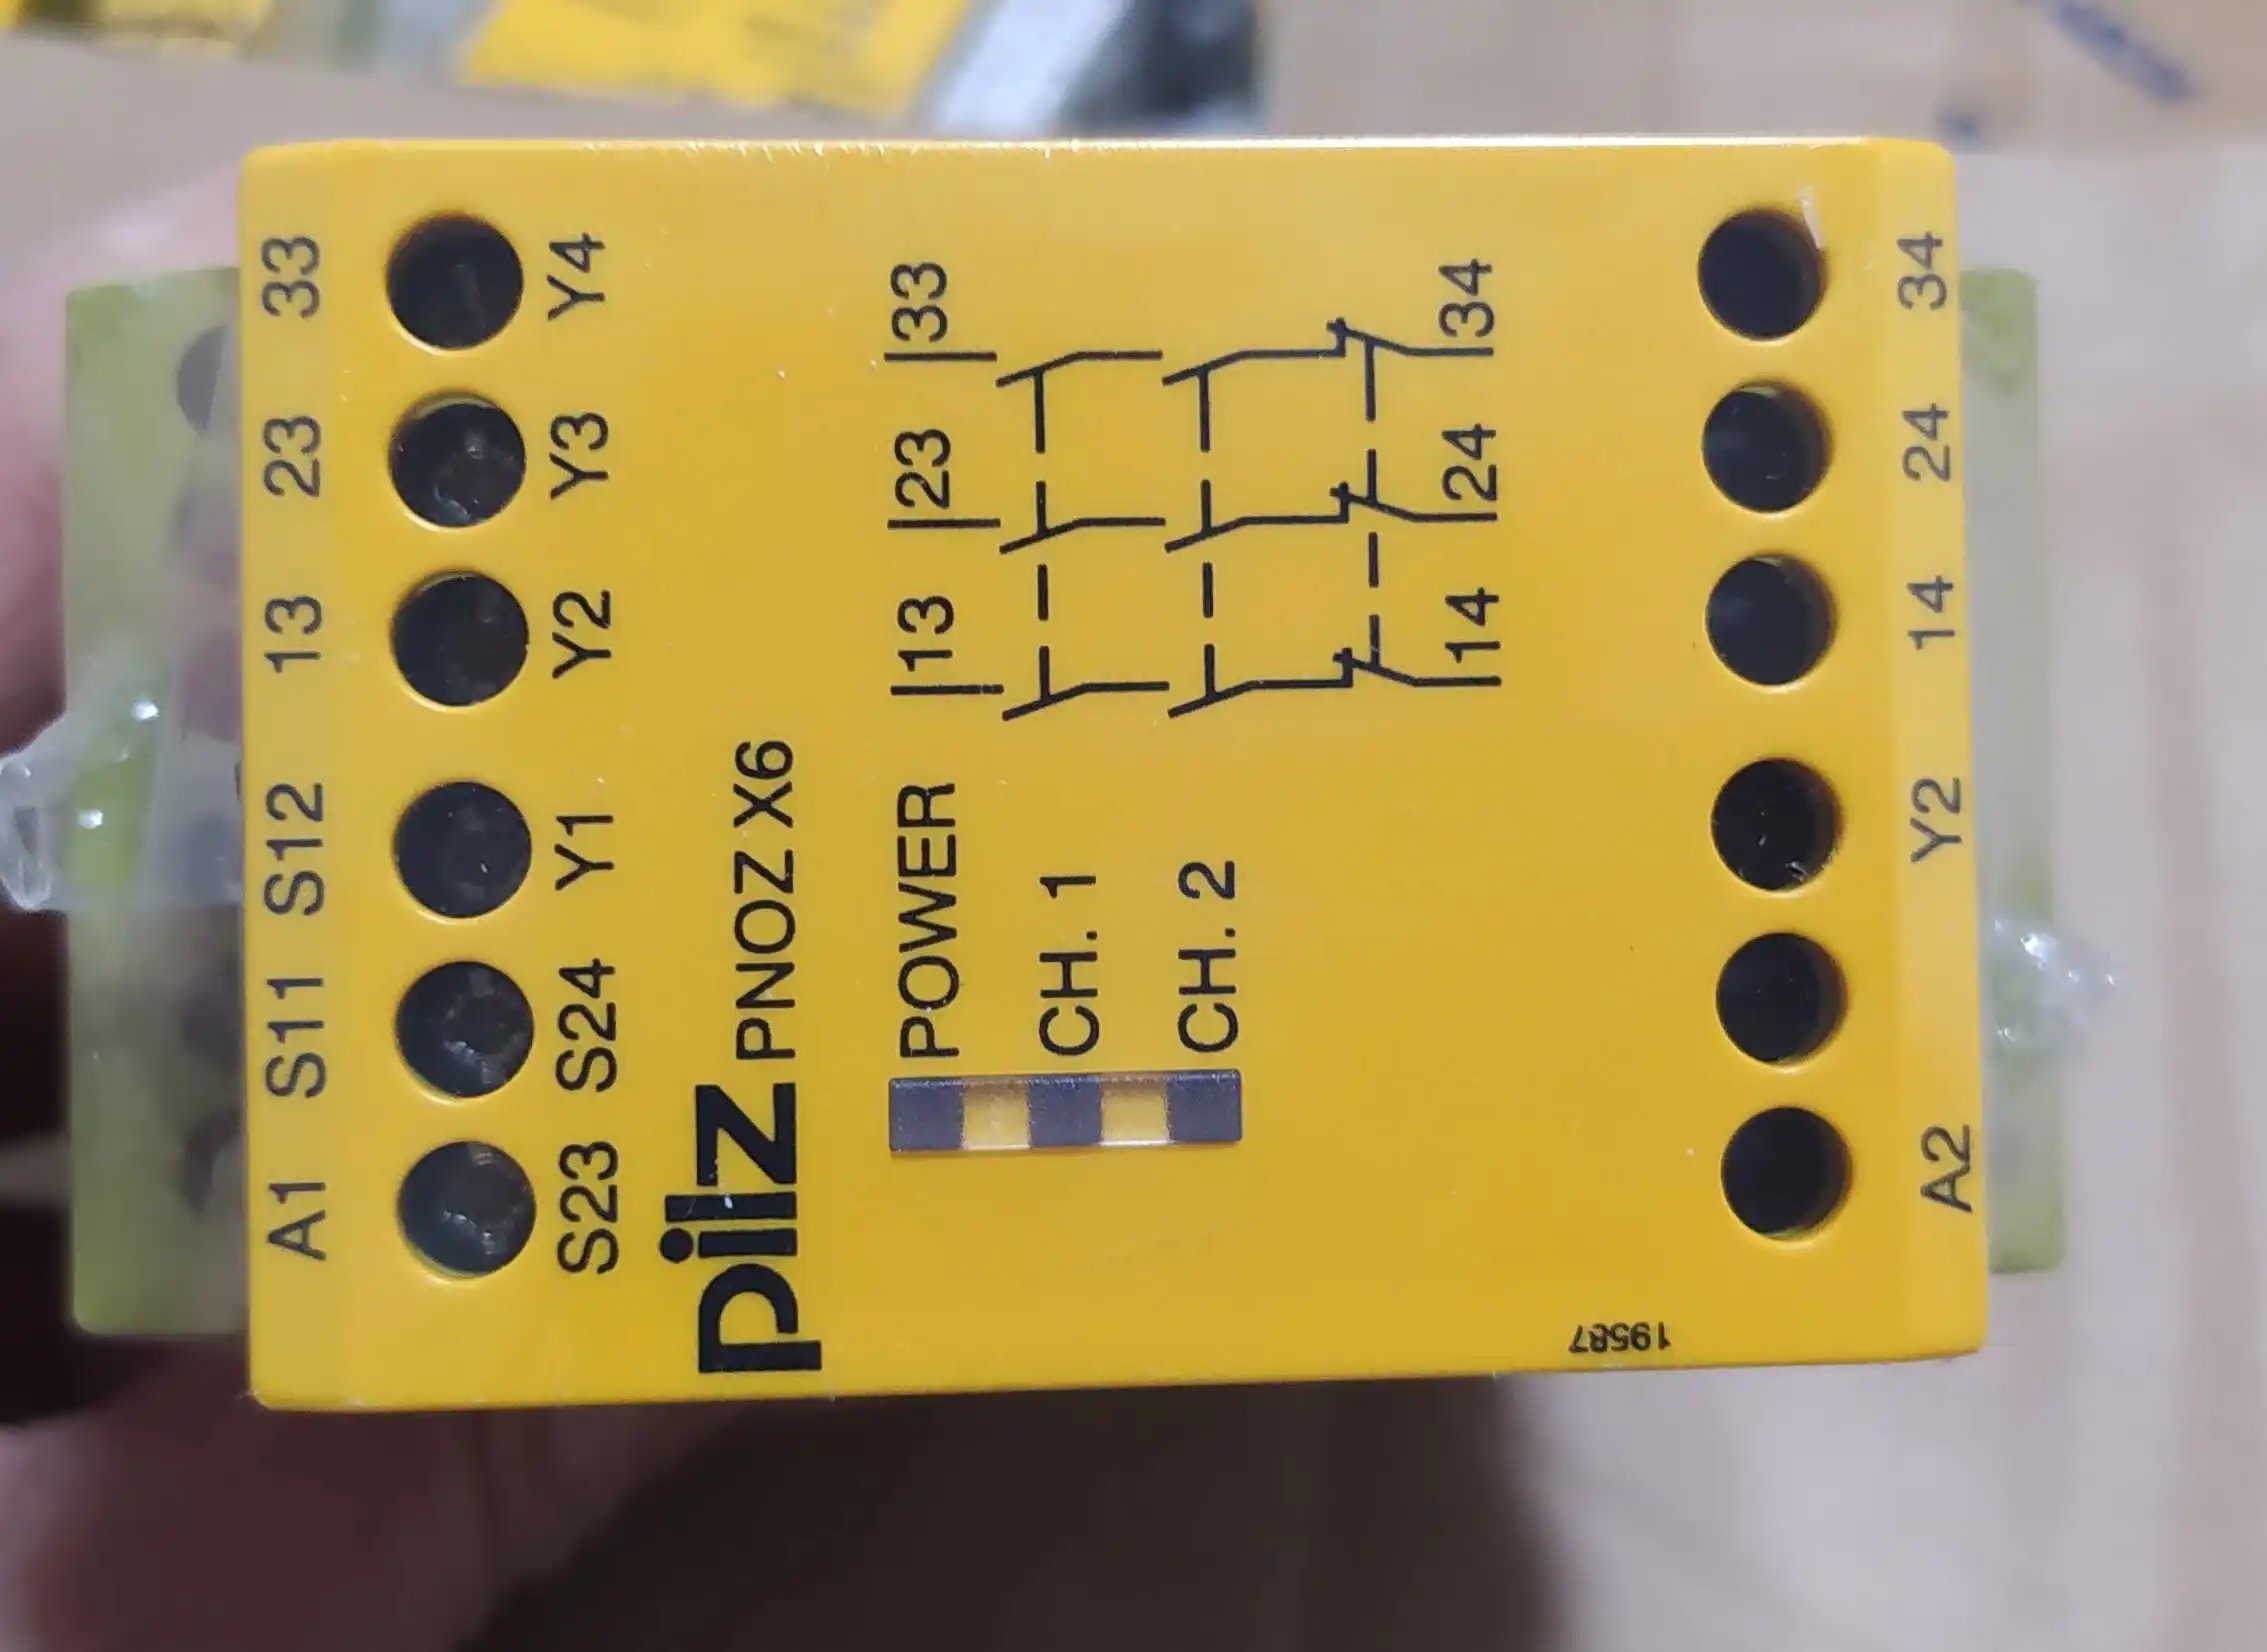 A1 S11 S12 13 23 33
S23 S24 Y1 Y2 Y3 Y4
pilz PNOZ X6
POWER
CH. 1
CH. 2
13 23 33
14 24 34
A2 Y2 14 24 34
19587